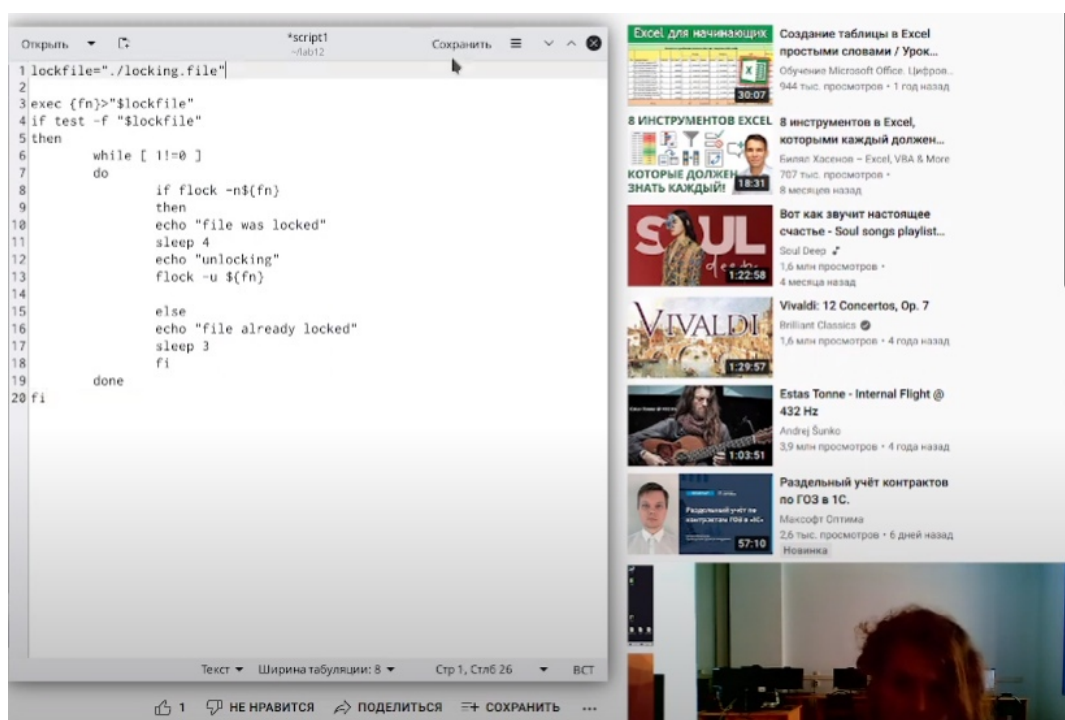 Открыть
*script1
~/lab12
Сохранить
1 lockfile="./locking.file"
2
3 exec {fn}>"$lockfile"
4 if test -f "$lockfile"
5 then
6 while [ 1!=0 ]
7 do
8 if flock -n${fn}
9 then
10 echo "file was locked"
11 sleep 4
12 echo "unlocking"
13 flock -u ${fn}
14
15 else
16 echo "file already locked"
17 sleep 3
18 fi
19 done
20 fi
Текст
Ширина табуляции: 8
Стр 1, Стлб 26
ВСТ
1
НЕ НРАВИТСЯ
ПОДЕЛИТЬСЯ
СОХРАНИТЬ
Excel для начинающих
30:07
Создание таблицы в Excel
простыми словами / Урок...
Обучение Microsoft Office. Цифров...
944 тыс. просмотров • 1 год назад
8 ИНСТРУМЕНТОВ EXCEL
КОТОРЫЕ ДОЛЖЕН
ЗНАТЬ КАЖДЫЙ!
18:31
8 инструментов в Excel,
которыми каждый должен...
Билял Хасенов – Excel, VBA & More
707 тыс. просмотров •
8 месяцев назад
SOUL
deep
1:22:58
Вот как звучит настоящее
счастье - Soul songs playlist...
Soul Deep
1,6 млн просмотров •
4 месяца назад
VIVALDI
1:29:57
Vivaldi: 12 Concertos, Op. 7
Brilliant Classics
1,6 млн просмотров • 4 года назад
1:03:51
Estas Tonne - Internal Flight @
432 Hz
Andrej Šunko
3,9 млн просмотров • 4 года назад
Раздельный учёт по
контрактам ГОЗ в «1С»
57:10
Раздельный учёт контрактов
по ГОЗ в 1С.
Максофт Оптима
2,6 тыс. просмотров • 6 дней назад
Новинка